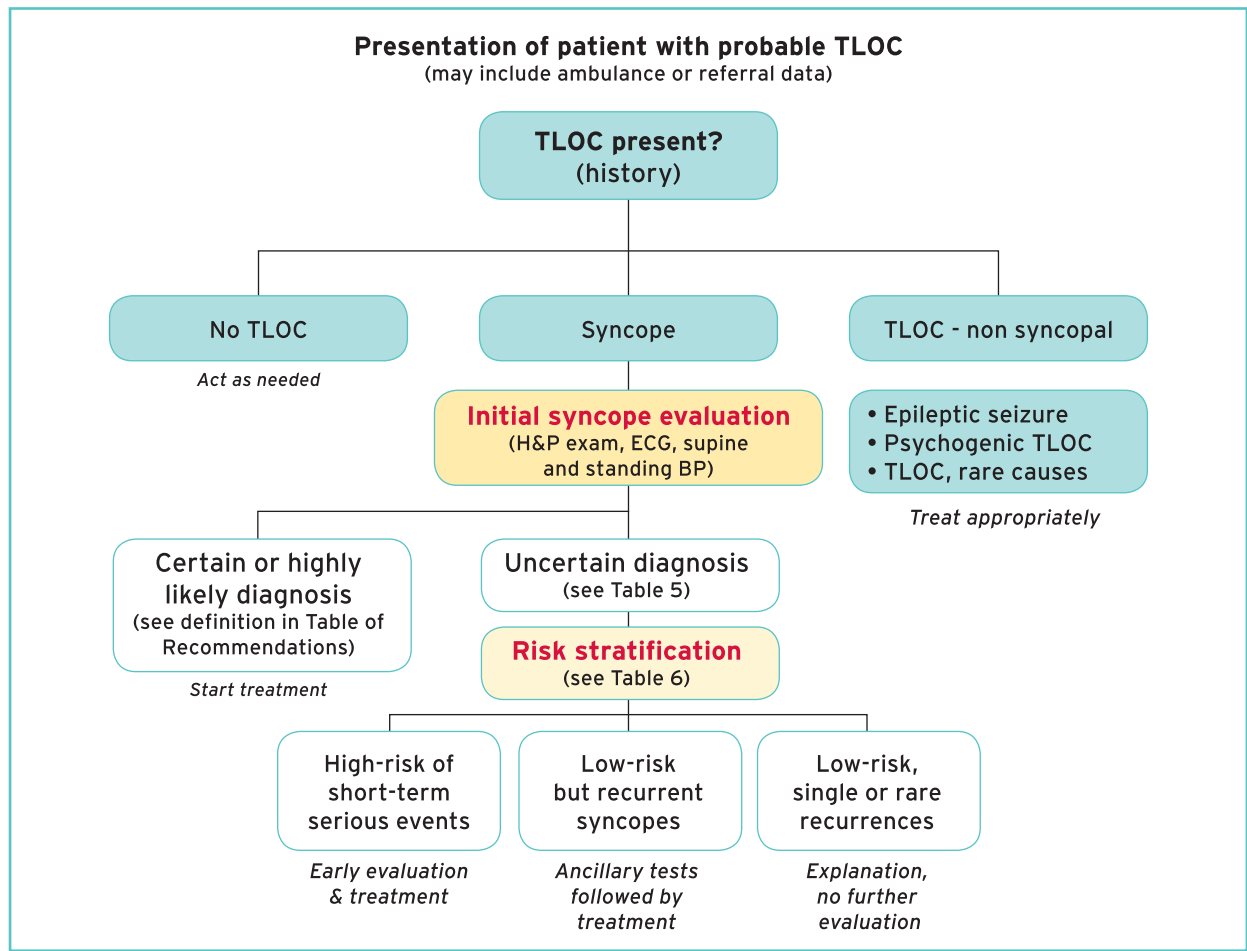 Presentation of patient with probable TLOC
(may include ambulance or referral data)
TLOC present?
(history)
No TLOC
Act as needed
Syncope
TLOC - non syncopal
Initial syncope evaluation
(H&P exam, ECG, supine
and standing BP)
• Epileptic seizure
• Psychogenic TLOC
• TLOC, rare causes
Treat appropriately
Certain or highly
likely diagnosis
(see definition in Table of
Recommendations)
Start treatment
Uncertain diagnosis
(see Table 5)
Risk stratification
(see Table 6)
High-risk of
short-term
serious events
Early evaluation
& treatment
Low-risk
but recurrent
syncopes
Ancillary tests
followed by
treatment
Low-risk,
single or rare
recurrences
Explanation,
no further
evaluation